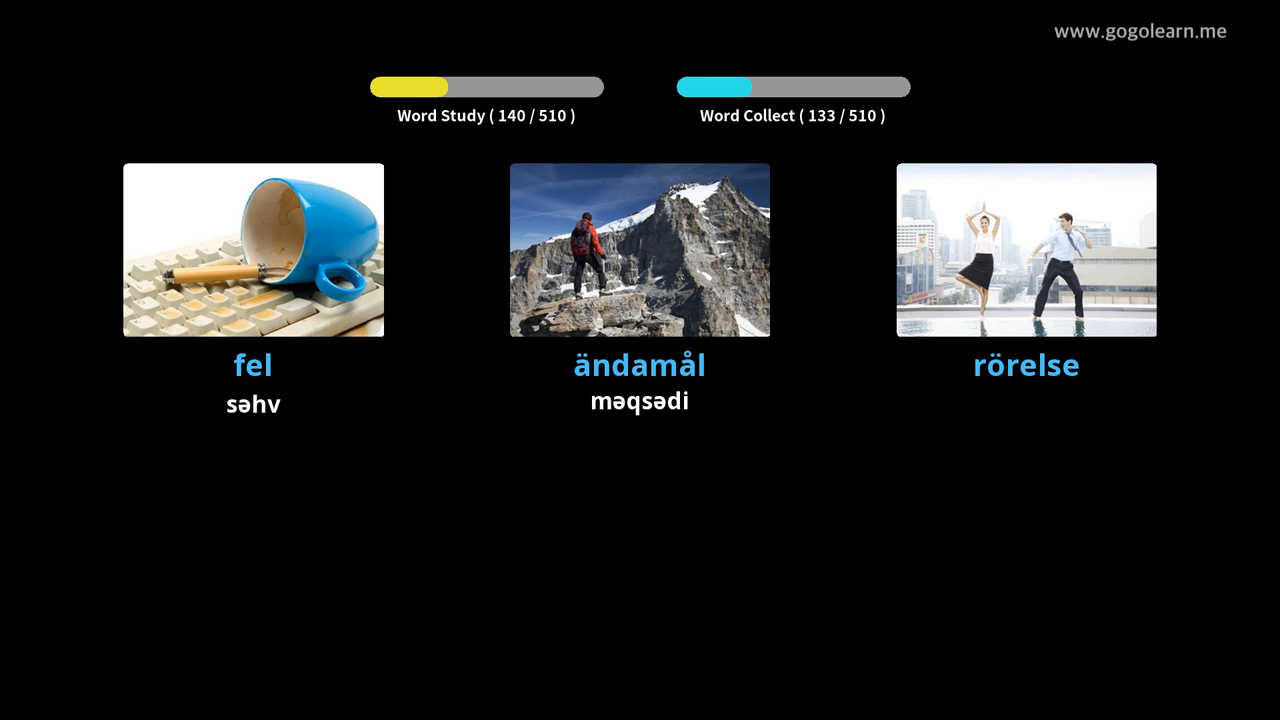 www.gogolearn.me
Word Study ( 140 / 510 )
Word Collect ( 133 / 510 )
fel
ändamål
rörelse
səhv
məqsədi